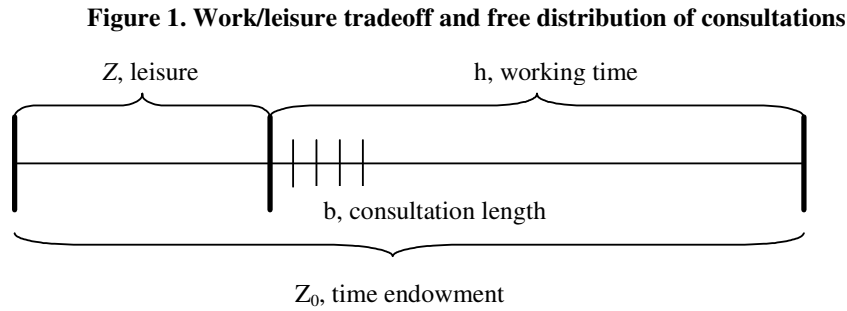 Figure 1. Work/leisure tradeoff and free distribution of consultations
Z, leisure
h, working time
b, consultation length
Z₀, time endowment